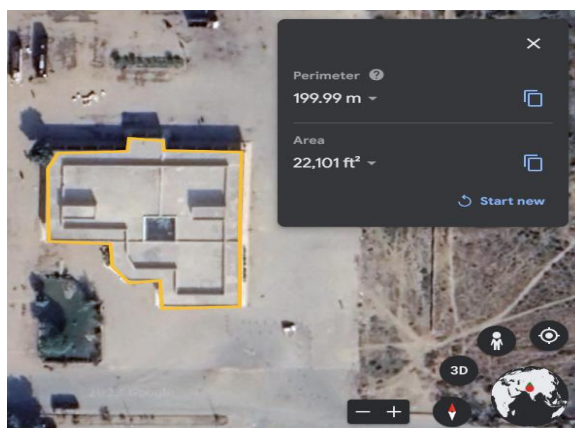 Perimeter ?
199.99 m
Area
22,101 ft²
Start new
3D